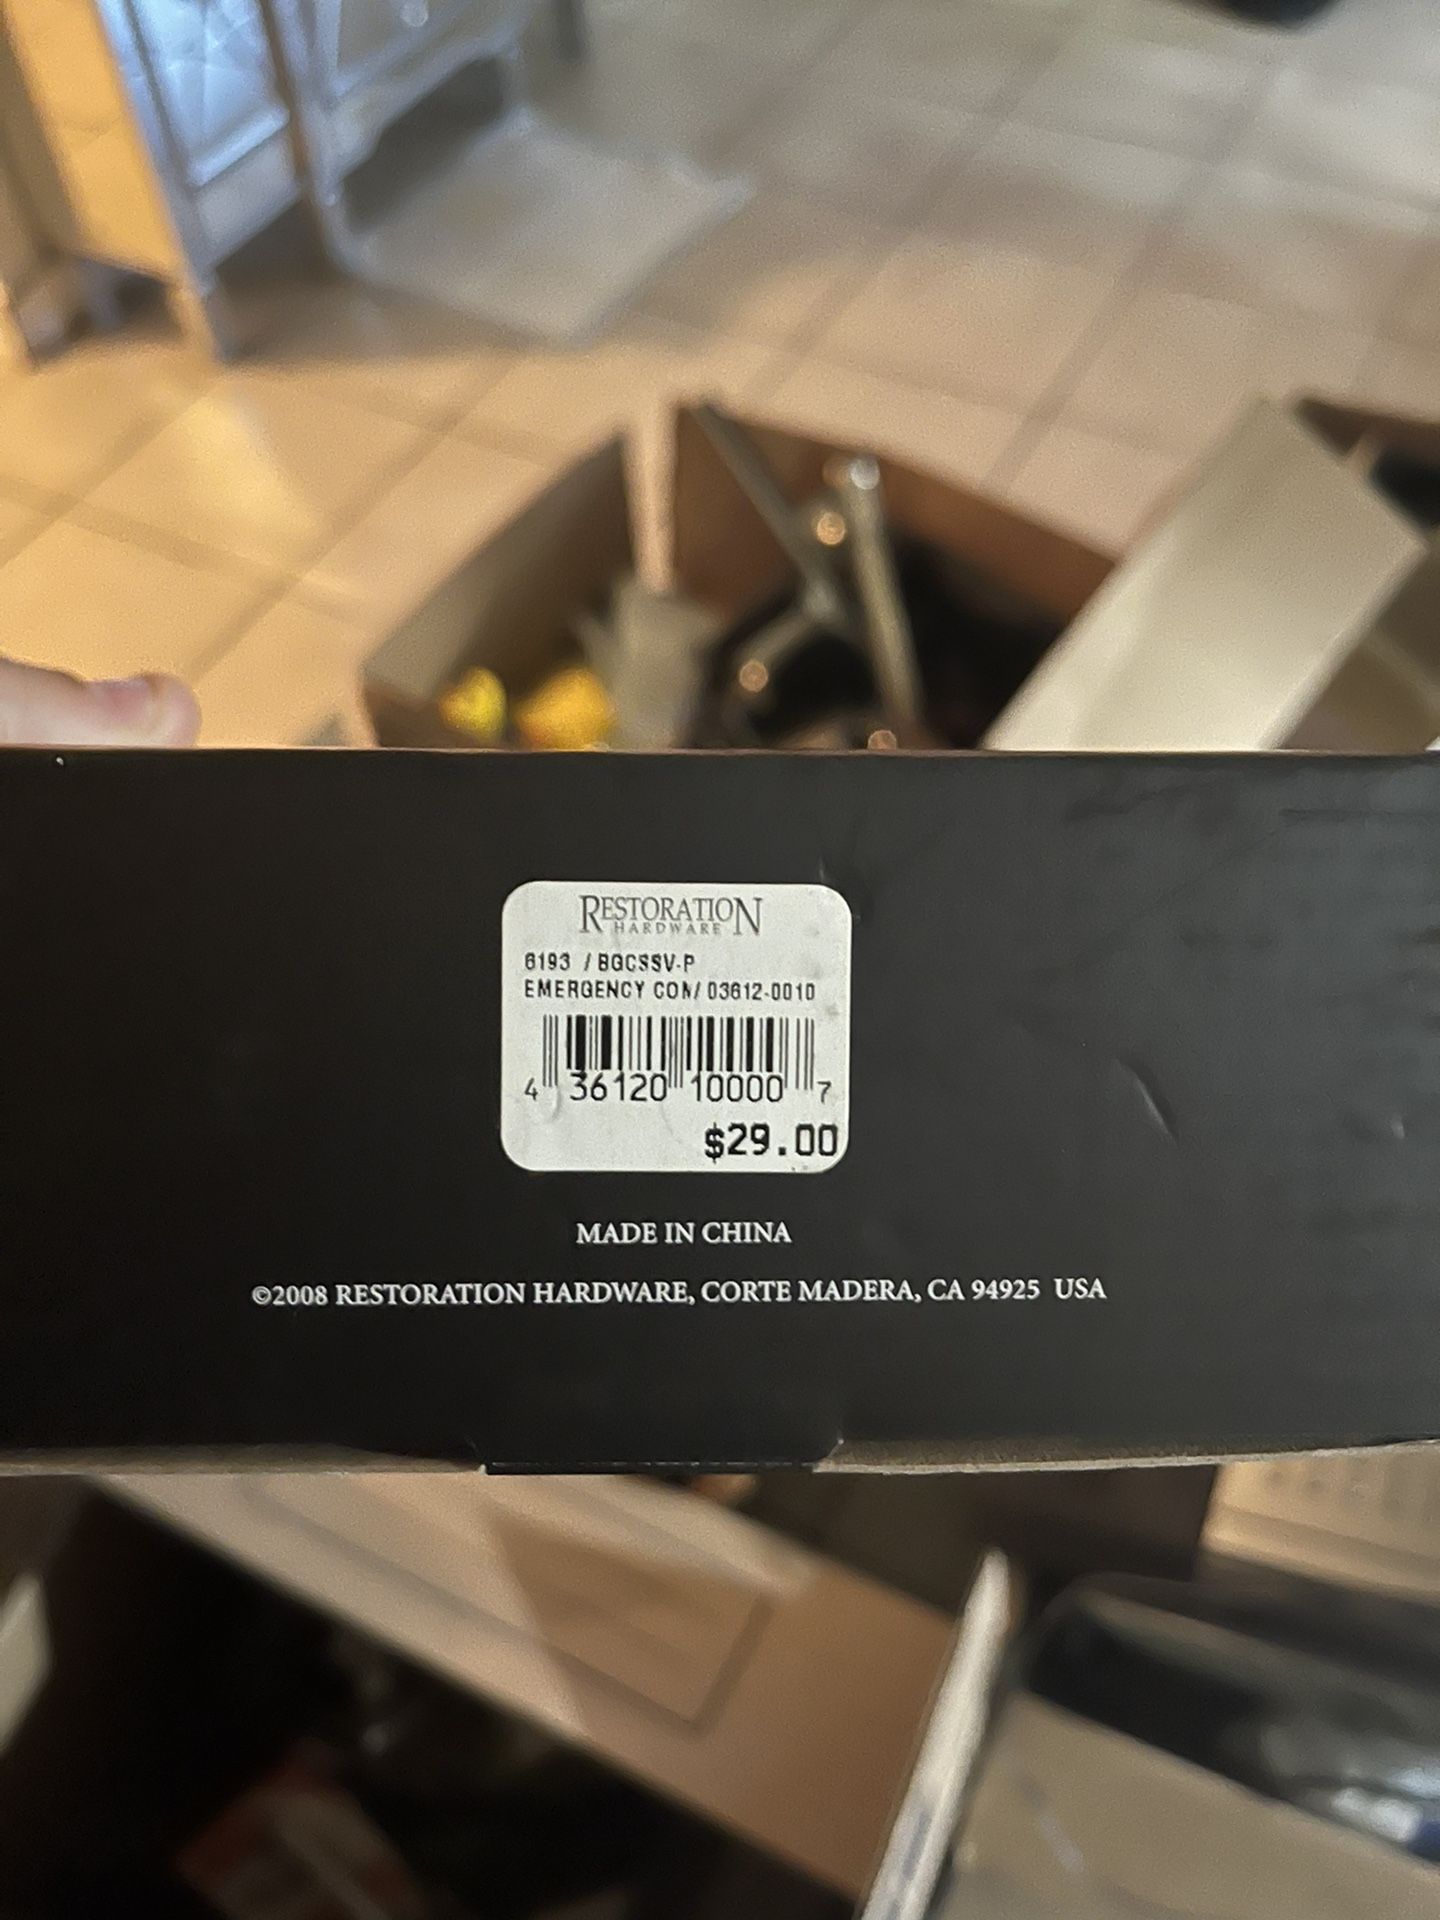 RESTORATION
HARDWARE
6193 / BGCSSV-P
EMERGENCY CON/ 03612-0010
4 36120 10000 7
$29.00
MADE IN CHINA
©2008 RESTORATION HARDWARE, CORTE MADERA, CA 94925 USA